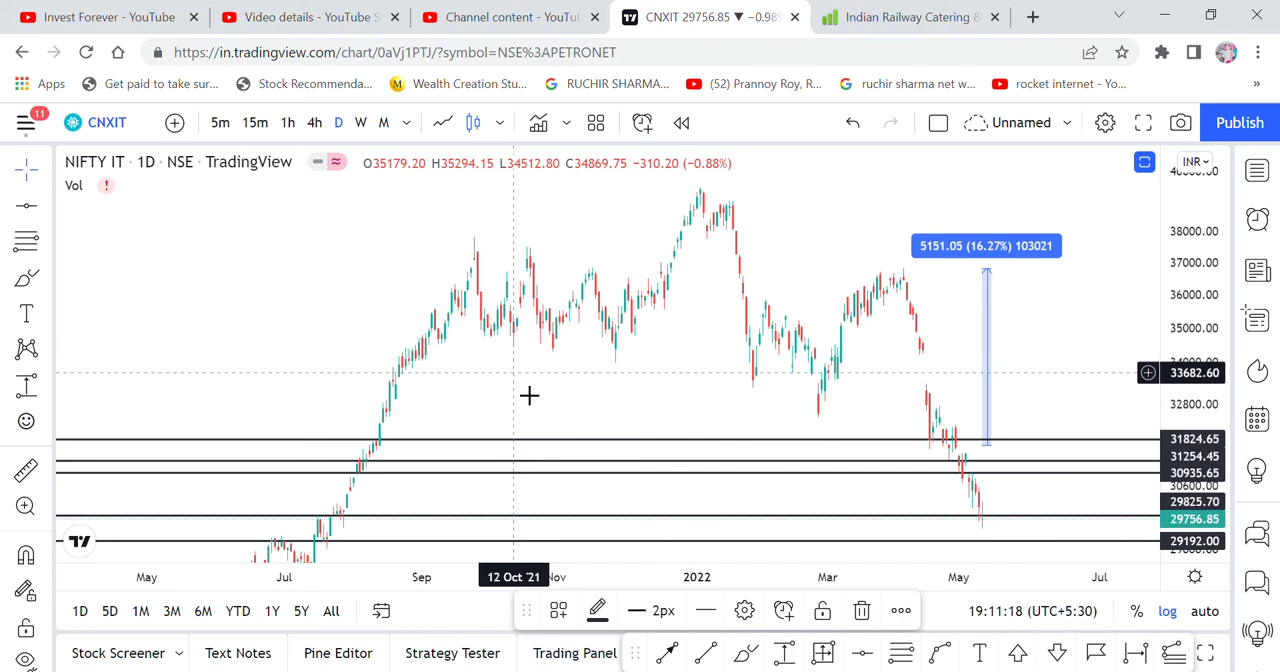 Invest Forever - YouTube
Video details - YouTube S
Channel content - YouTu
CNXIT 29756.85 ▼ −0.98
Indian Railway Catering &
https://in.tradingview.com/chart/0aVj1PTJ/?symbol=NSE%3APETRONET
Apps
Get paid to take sur...
Stock Recommenda...
M Wealth Creation Stu...
RUCHIR SHARMA...
(52) Prannoy Roy, R...
ruchir sharma net w...
rocket internet - Yo...
»
11
CNXIT
5m 15m 1h 4h D W M
Unnamed
Publish
NIFTY IT · 1D · NSE · TradingView
O35179.20 H35294.15 L34512.80 C34869.75 −310.20 (−0.88%)
INR
Vol
38000.00
5151.05 (16.27%) 103021
37000.00
36000.00
35000.00
34000.00
33682.60
32800.00
31824.65
31254.45
30935.65
30600.00
29825.70
29756.85
29192.00
May Jul Sep 12 Oct '21 Nov 2022 Mar May Jul
1D 5D 1M 3M 6M YTD 1Y 5Y All
2px
19:11:18 (UTC+5:30)
% log auto
Stock Screener
Text Notes
Pine Editor
Strategy Tester
Trading Panel